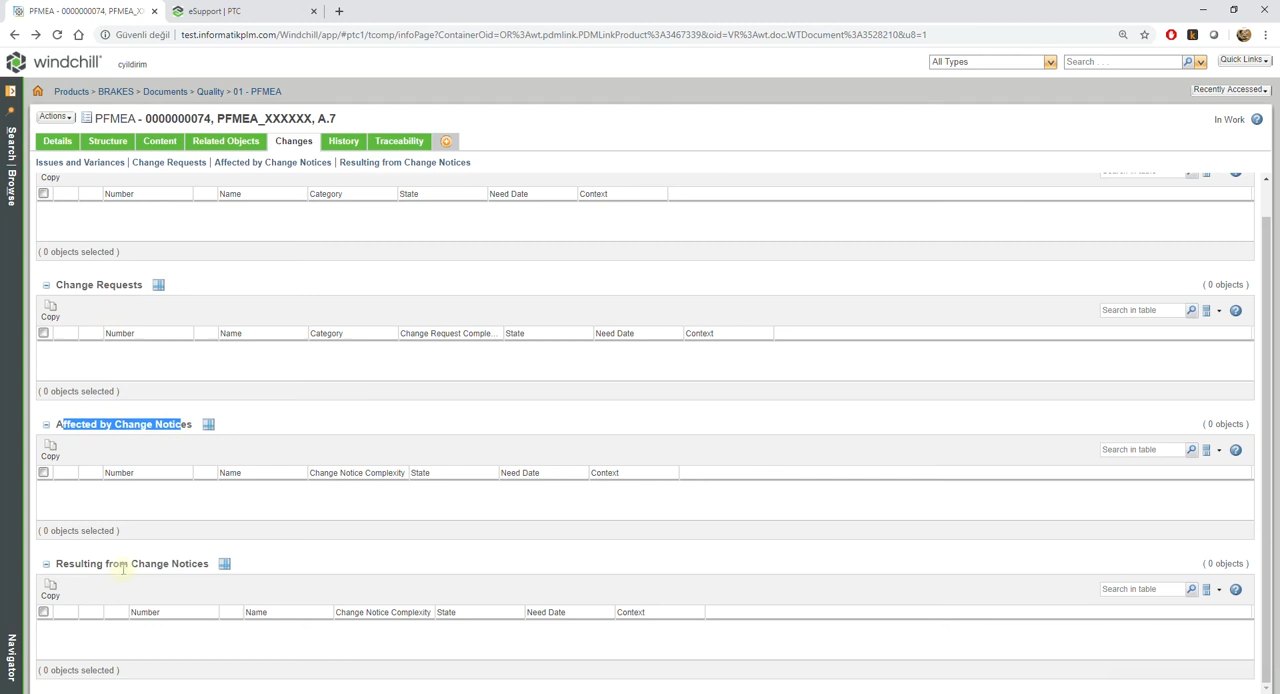 PFMEA - 0000000074, PFMEA_X
eSupport | PTC
Güvenli değil
test.informatikplm.com/Windchill/app/#ptc1/tcomp/infoPage?ContainerOid=OR%3Awt.pdmlink.PDMLinkProduct%3A3467339&oid=VR%3Awt.doc.WTDocument%3A3528210&u8=1
windchill
cyildirim
All Types
Search . . .
Quick Links
Products > BRAKES > Documents > Quality > 01 - PFMEA
Recently Accessed
Actions
PFMEA - 0000000074, PFMEA_XXXXXX, A.7
In Work
Details Structure Content Related Objects Changes History Traceability
Issues and Variances | Change Requests | Affected by Change Notices | Resulting from Change Notices
Search | Browse
Copy
Number Name Category State Need Date Context
( 0 objects selected )
Change Requests
( 0 objects )
Copy
Search in table
Number Name Category Change Request Comple... State Need Date Context
( 0 objects selected )
Affected by Change Notices
( 0 objects )
Copy
Search in table
Number Name Change Notice Complexity State Need Date Context
( 0 objects selected )
Resulting from Change Notices
( 0 objects )
Copy
Search in table
Number Name Change Notice Complexity State Need Date Context
( 0 objects selected )
Navigator